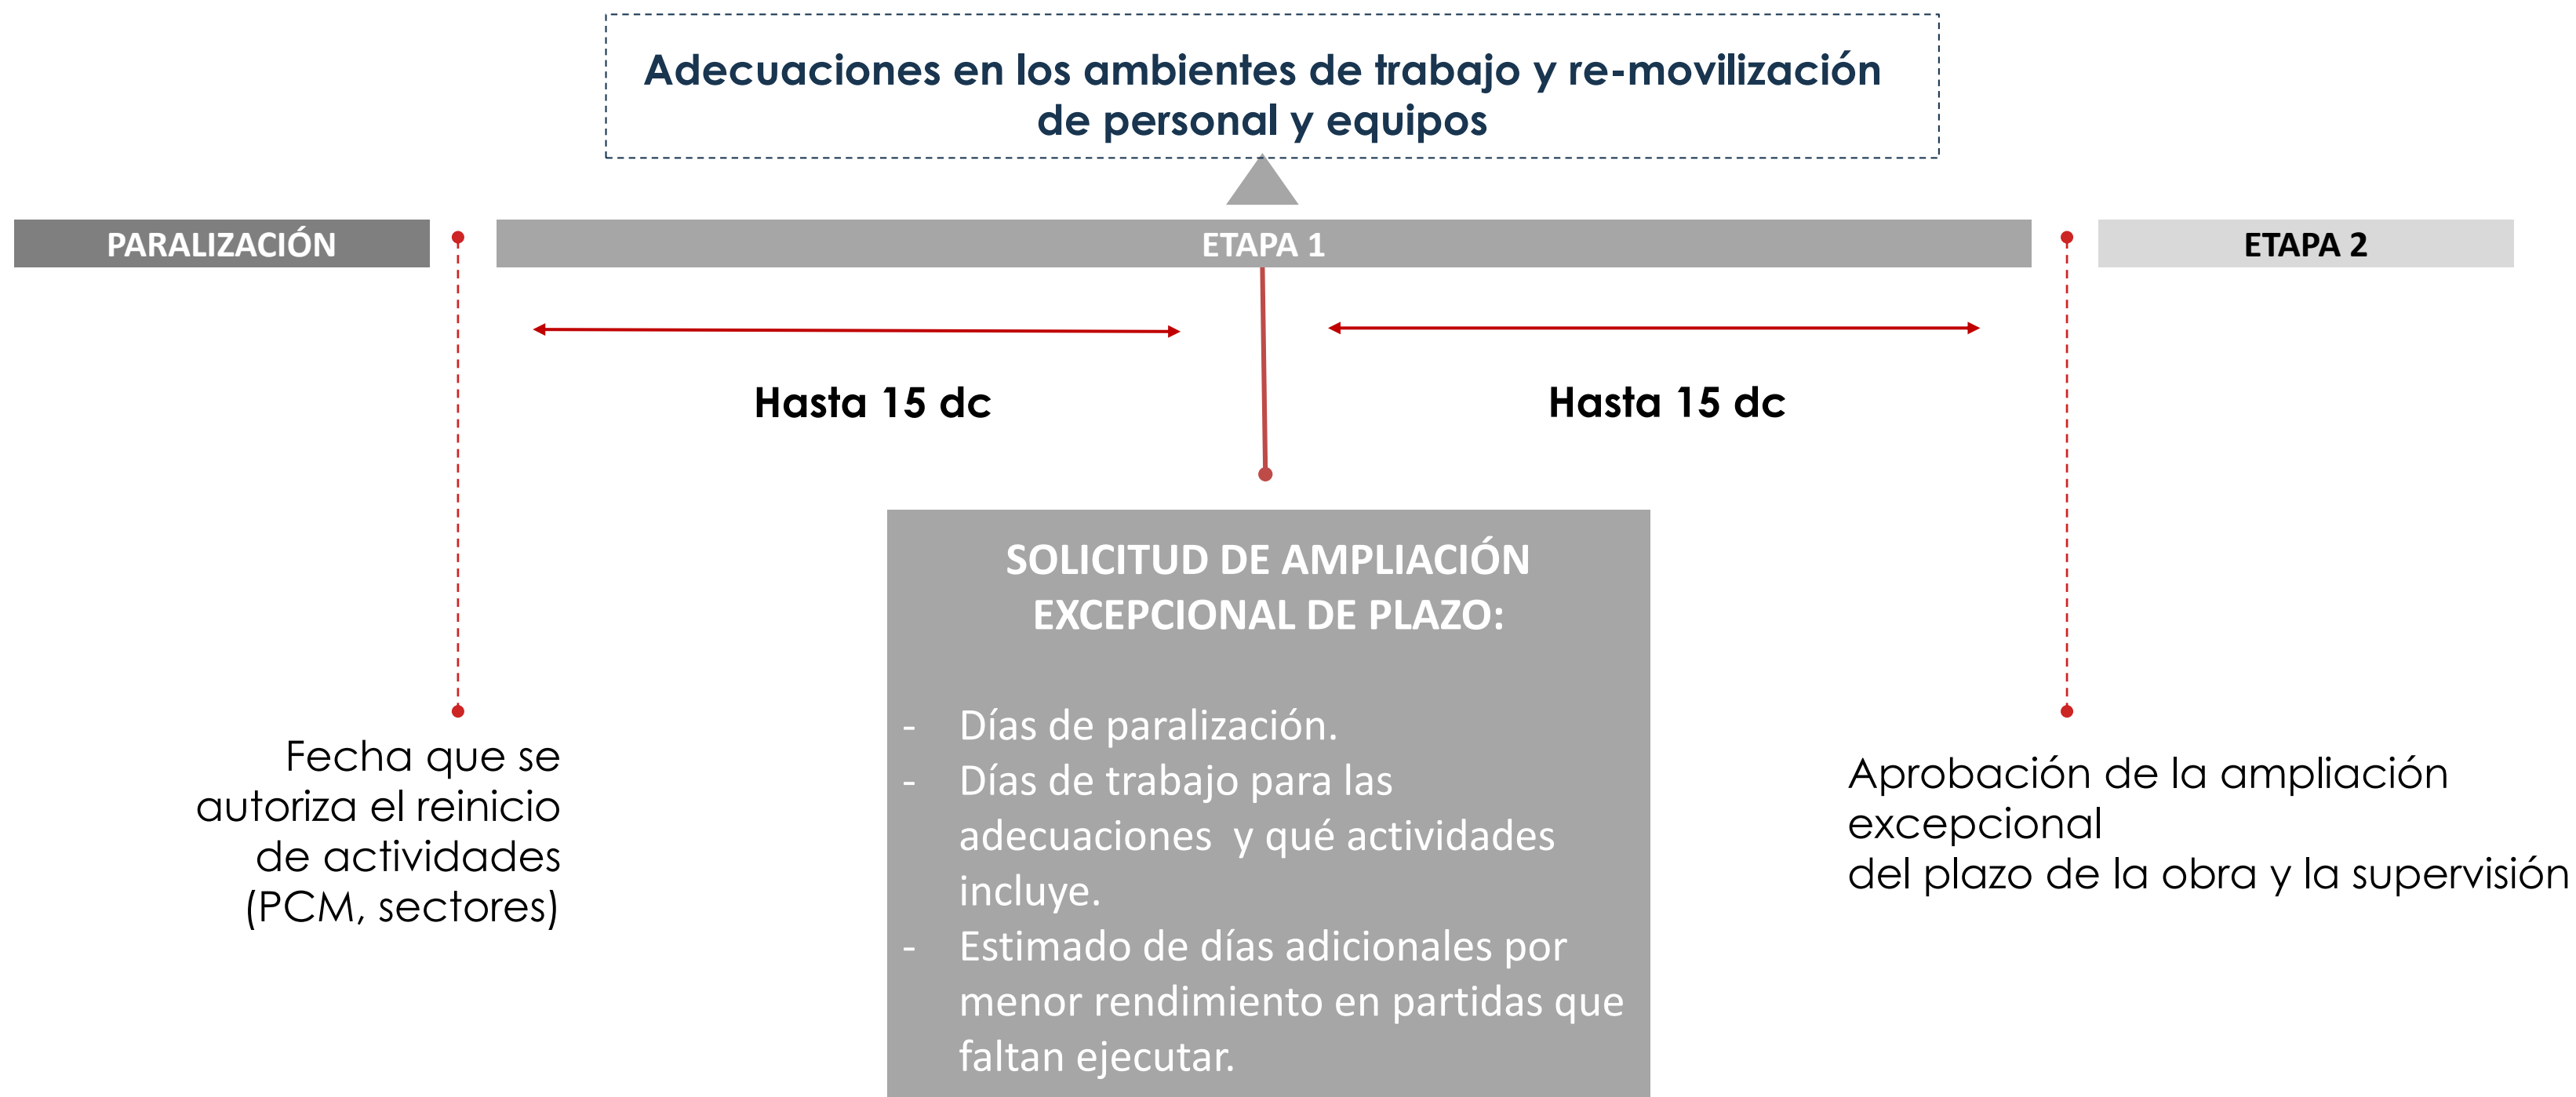 Adecuaciones en los ambientes de trabajo y re-movilización
de personal y equipos
PARALIZACIÓN
ETAPA 1
ETAPA 2
Hasta 15 dc
Hasta 15 dc
SOLICITUD DE AMPLIACIÓN
EXCEPCIONAL DE PLAZO:
- Días de paralización.
- Días de trabajo para las
adecuaciones  y qué actividades
incluye.
- Estimado de días adicionales por
menor rendimiento en partidas que
faltan ejecutar.
Fecha que se
autoriza el reinicio
de actividades
(PCM, sectores)
Aprobación de la ampliación
excepcional
del plazo de la obra y la supervisión